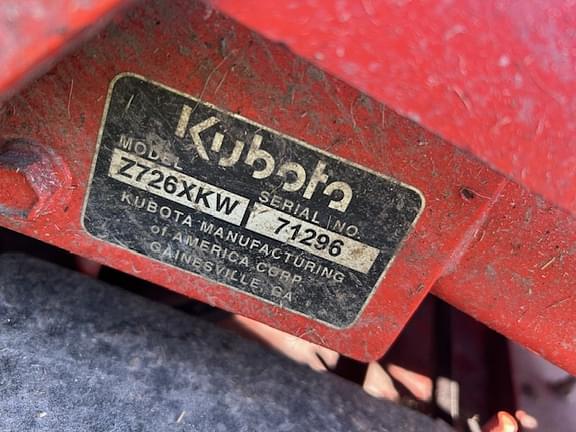 Kubota
MODEL SERIAL NO.
Z726XKW 71296
KUBOTA MANUFACTURING
of AMERICA CORP.
GAINESVILLE, GA